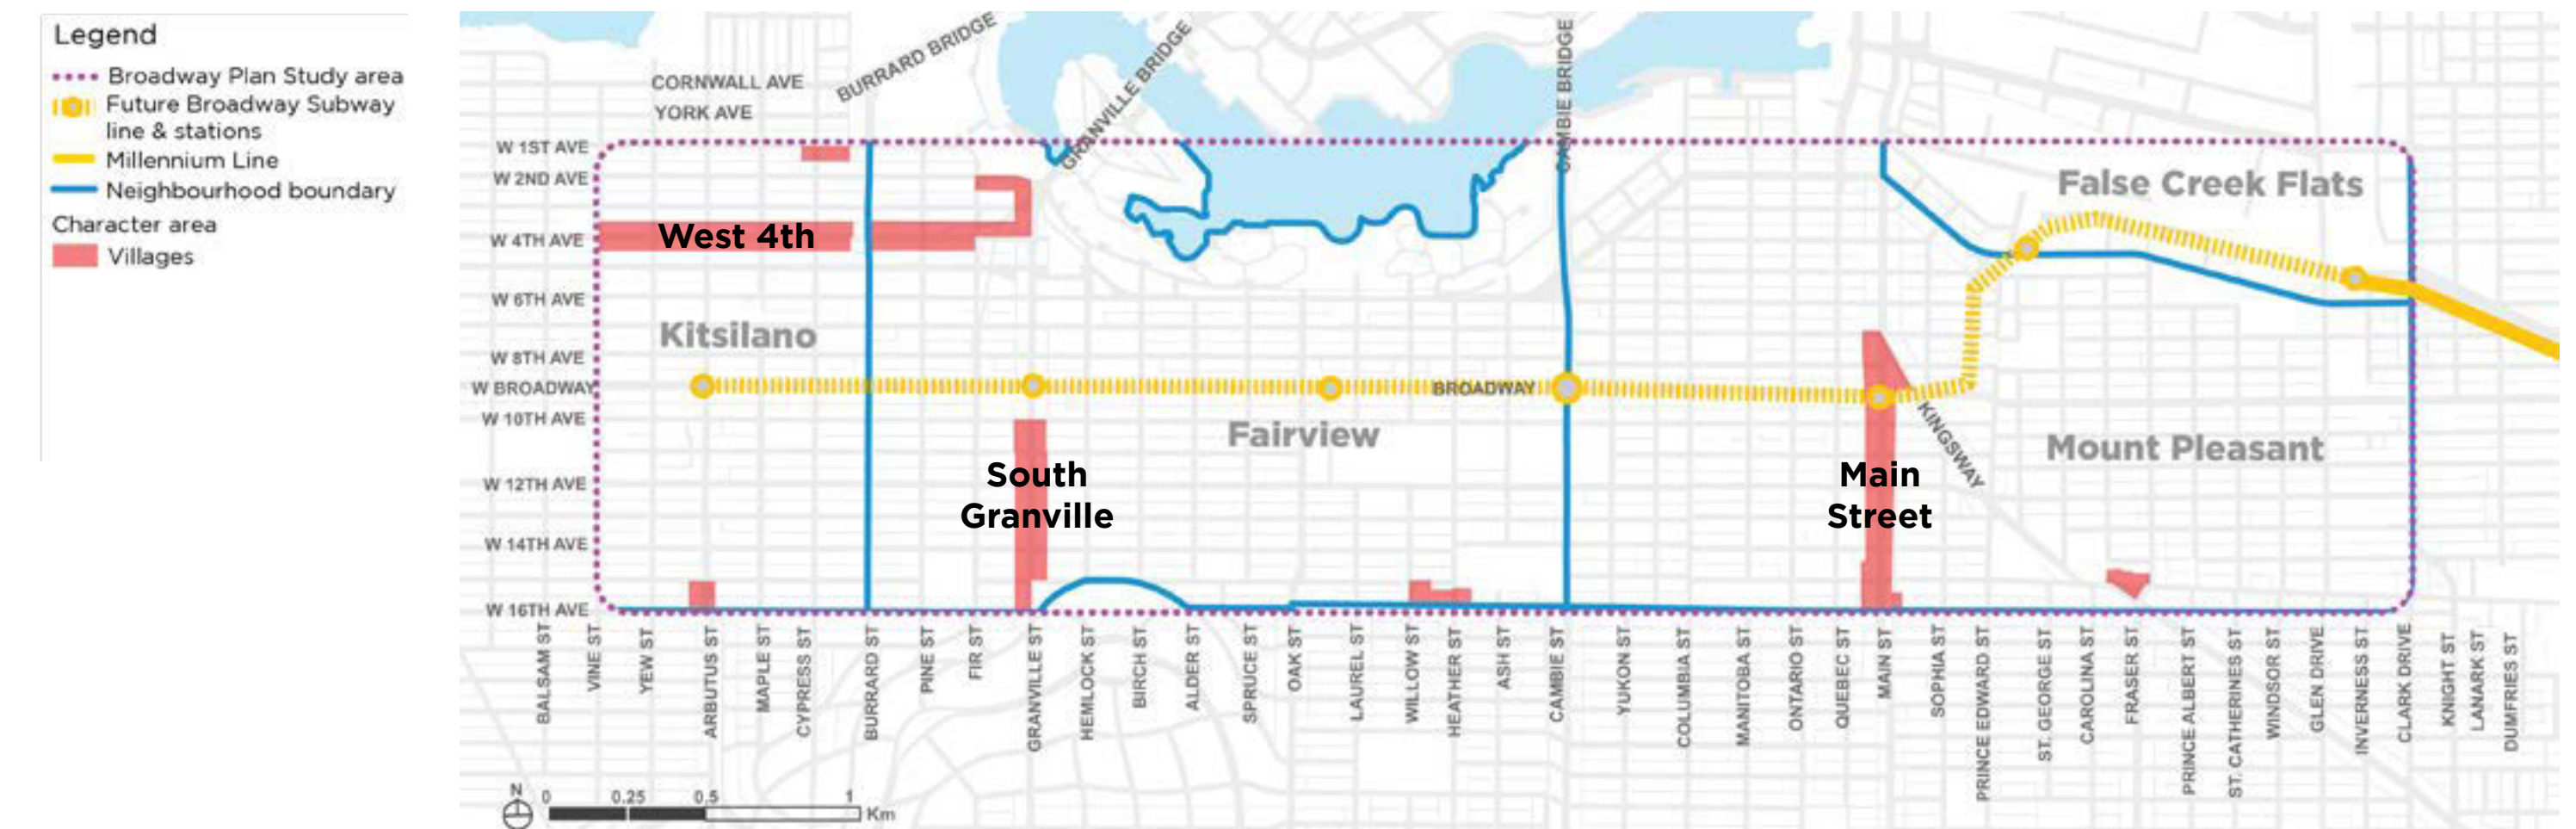 Legend
Broadway Plan Study area
Future Broadway Subway
line & stations
Millennium Line
Neighbourhood boundary
Character area
Villages
CORNWALL AVE
YORK AVE
BURRARD BRIDGE
GRANVILLE BRIDGE
CAMBIE BRIDGE
W 1ST AVE
W 2ND AVE
W 4TH AVE
W 6TH AVE
W 8TH AVE
W BROADWAY
W 10TH AVE
W 12TH AVE
W 14TH AVE
W 16TH AVE
West 4th
False Creek Flats
Kitsilano
BROADWAY
KINGSWAY
Fairview
Mount Pleasant
South
Granville
Main
Street
BALSAM ST
VINE ST
YEW ST
ARBUTUS ST
MAPLE ST
CYPRESS ST
BURRARD ST
PINE ST
FIR ST
GRANVILLE ST
HEMLOCK ST
BIRCH ST
ALDER ST
SPRUCE ST
OAK ST
LAUREL ST
WILLOW ST
HEATHER ST
ASH ST
CAMBIE ST
YUKON ST
COLUMBIA ST
MANITOBA ST
ONTARIO ST
QUEBEC ST
MAIN ST
SOPHIA ST
PRINCE EDWARD ST
ST. GEORGE ST
CAROLINA ST
FRASER ST
PRINCE ALBERT ST
ST. CATHERINES ST
WINDSOR ST
GLEN DRIVE
INVERNESS ST
CLARK DRIVE
KNIGHT ST
LANARK ST
DUMFRIES ST
N
0 0.25 0.5 1
Km